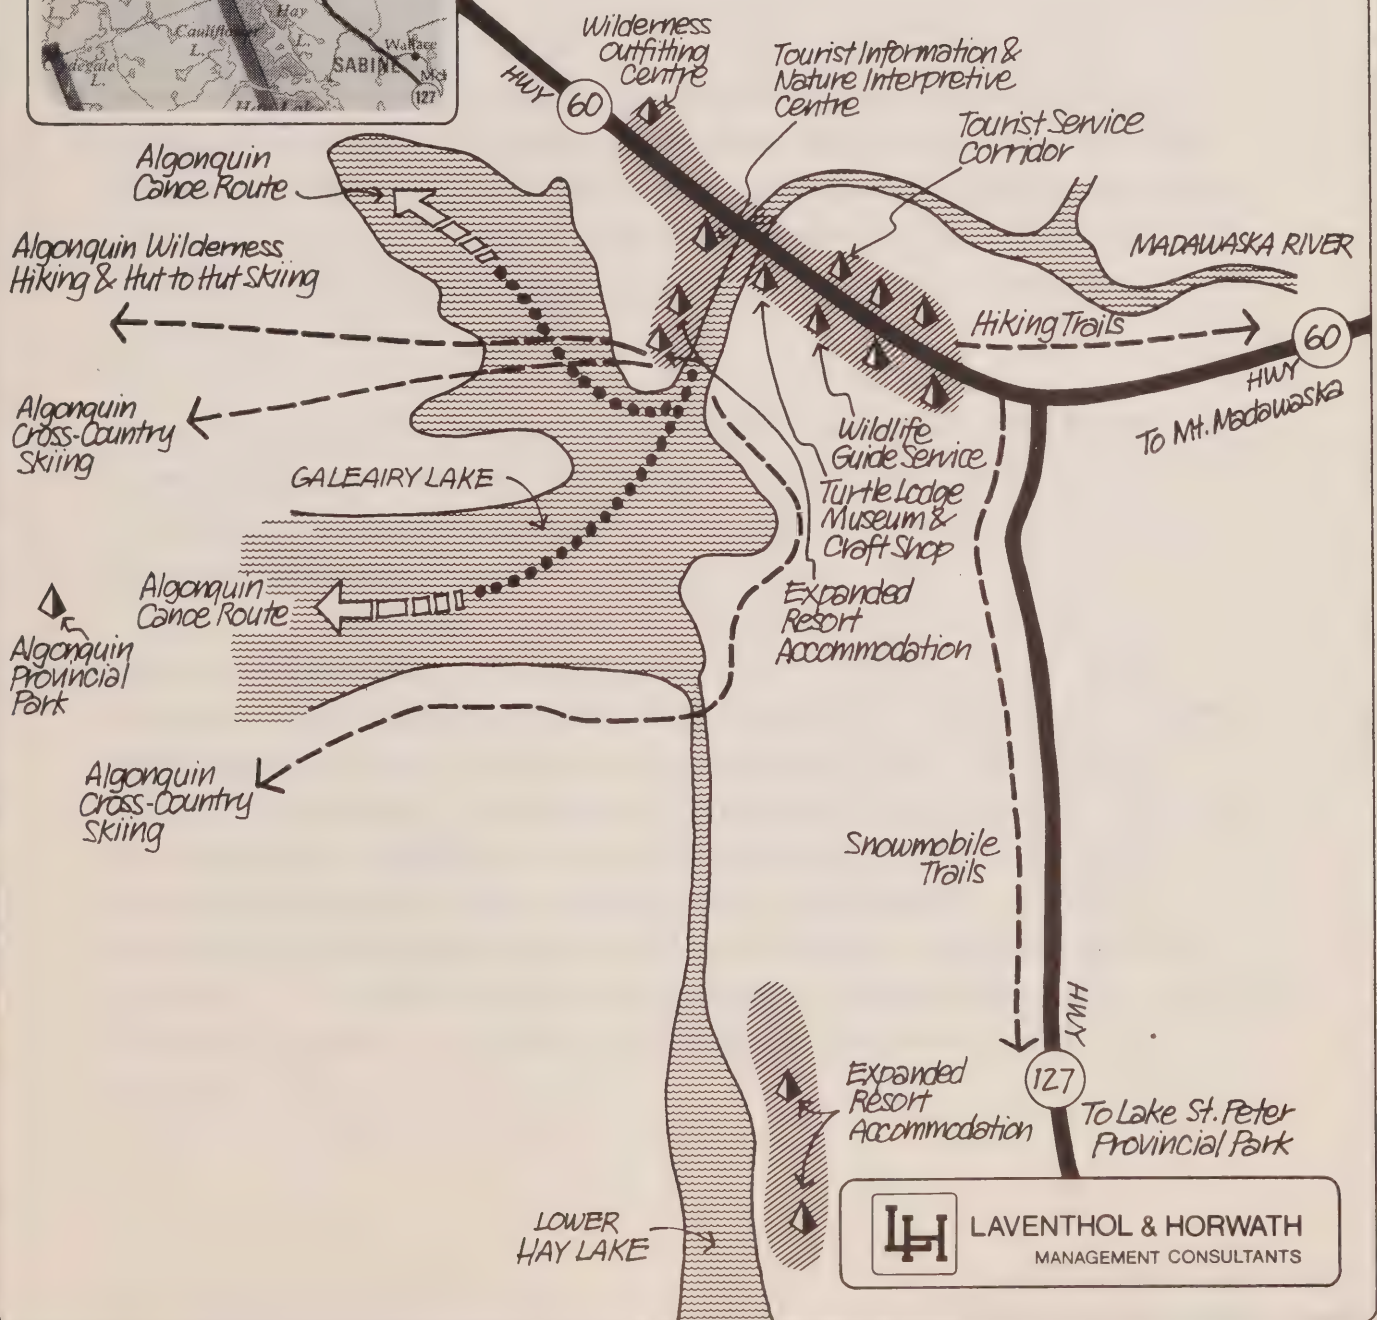 Hay
L.
Cauliflower
L.
L.
Wallace
SABINE
127
Hay Lake
Wilderness
Outfitting
Centre
Tourist Information &
Nature Interpretive
Centre
HWY
60
Tourist Service
Corridor
Algonquin
Canoe Route
MADAWASKA RIVER
Algonquin Wilderness
Hiking & Hut to Hut Skiing
Hiking Trails
60
HWY
To Mt. Madawaska
Algonquin
Cross-Country
Skiing
Wildlife
Guide Service
GALEAIRY LAKE
Turtle Lodge
Museum &
Craft Shop
Algonquin
Canoe Route
Expanded
Resort
Accommodation
Algonquin
Provincial
Park
Algonquin
Cross-Country
Skiing
Snowmobile
Trails
HWY
127
Expanded
Resort
Accommodation
To Lake St. Peter
Provincial Park
LOWER
HAY LAKE
LH
LAVENTHOL & HORWATH
MANAGEMENT CONSULTANTS